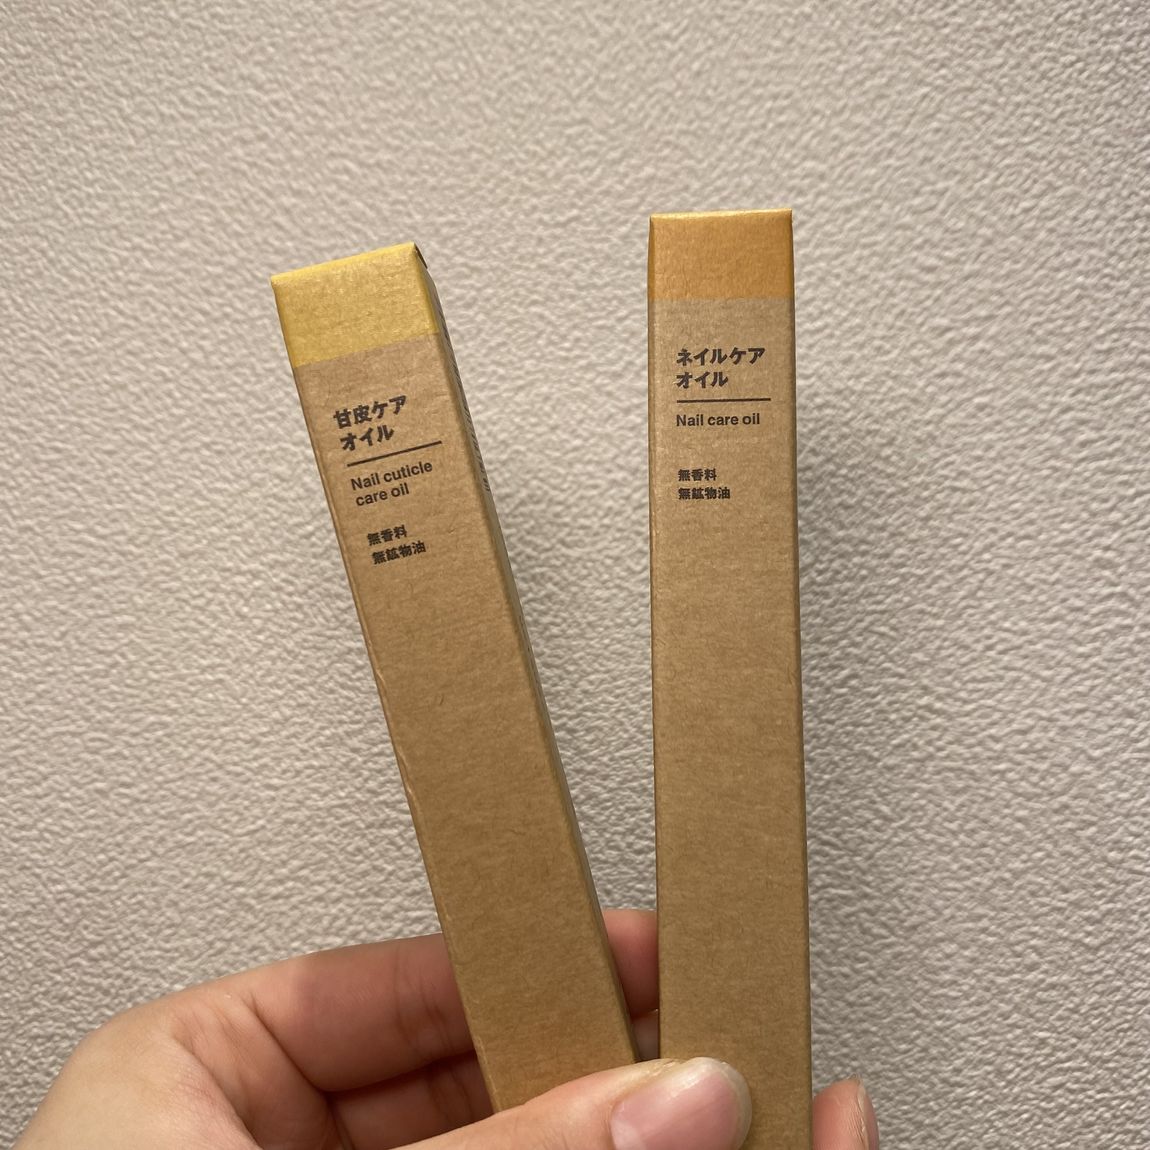 甘皮ケア
オイル
Nail cuticle
care oil
無香料
無鉱物油
ネイルケア
オイル
Nail care oil
無香料
無鉱物油